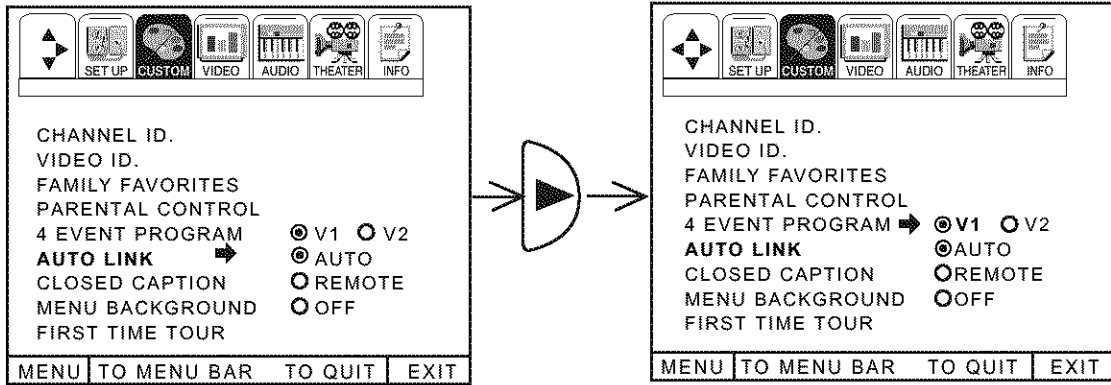 SET UP CUSTOM VIDEO AUDIO THEATER INFO
CHANNEL ID.
VIDEO ID.
FAMILY FAVORITES
PARENTAL CONTROL
4 EVENT PROGRAM V1 V2
AUTO LINK AUTO
CLOSED CAPTION REMOTE
MENU BACKGROUND OFF
FIRST TIME TOUR
MENU TO MENU BAR TO QUIT EXIT
SET UP CUSTOM VIDEO AUDIO THEATER INFO
CHANNEL ID.
VIDEO ID.
FAMILY FAVORITES
PARENTAL CONTROL
4 EVENT PROGRAM V1 V2
AUTO LINK AUTO
CLOSED CAPTION REMOTE
MENU BACKGROUND OFF
FIRST TIME TOUR
MENU TO MENU BAR TO QUIT EXIT